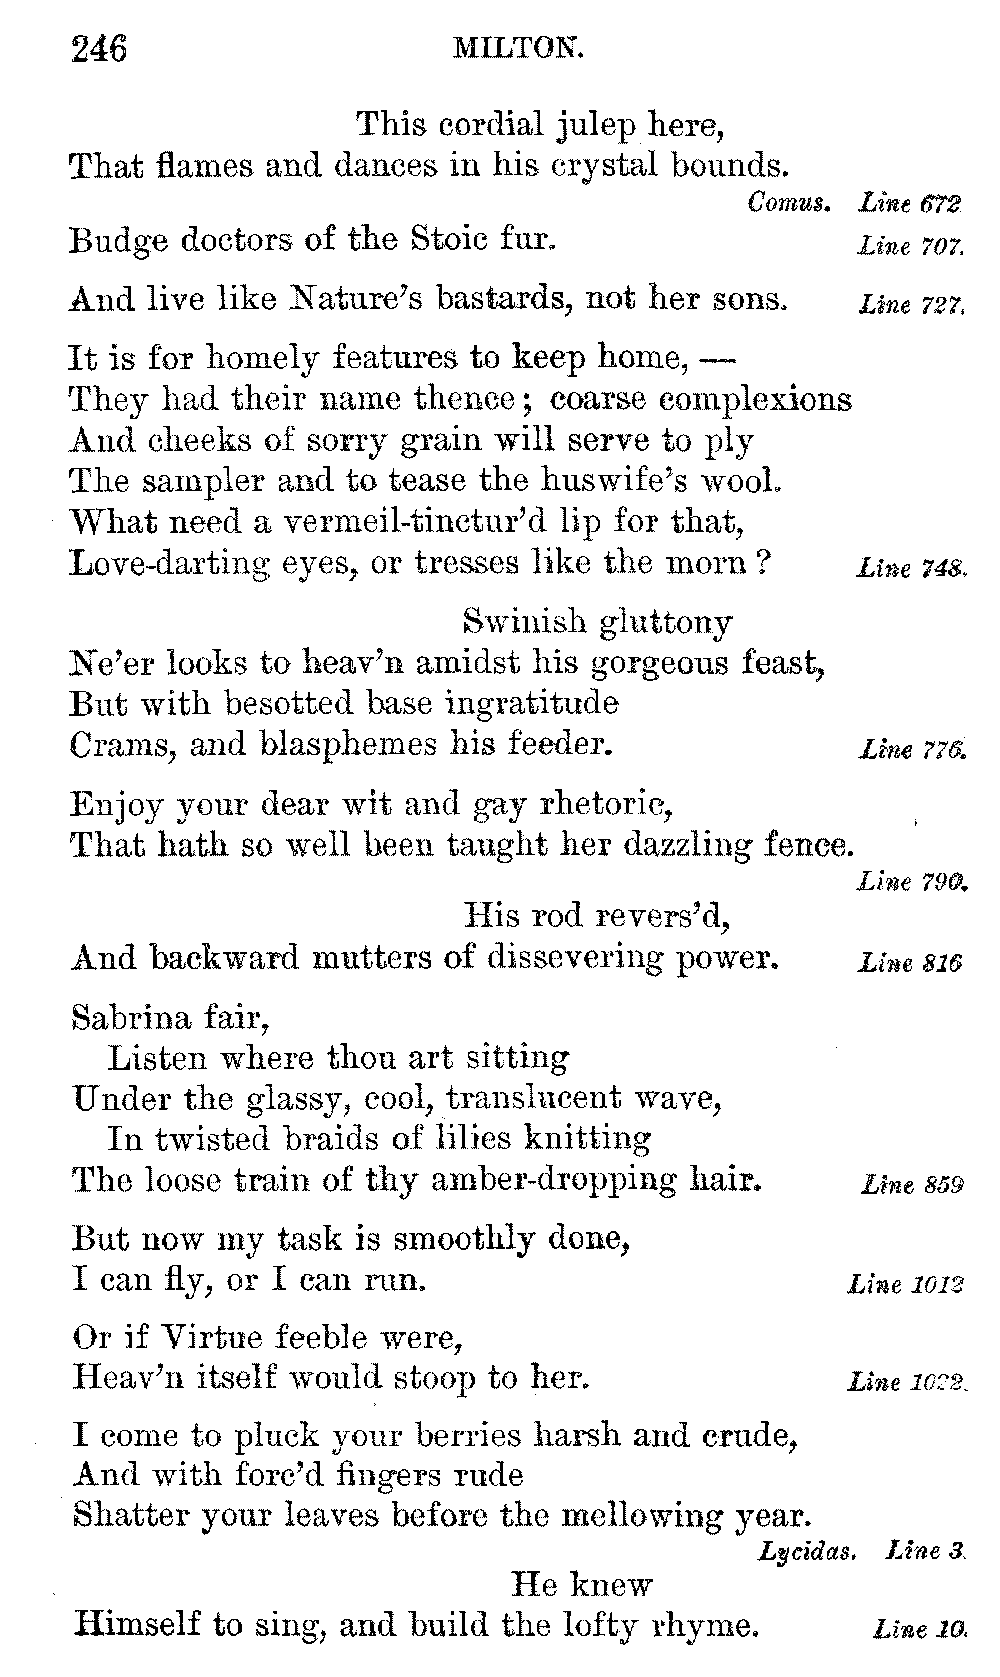 246 MILTON.
This cordial julep here,
That flames and dances in his crystal bounds.
Comus. Line 672
Budge doctors of the Stoic fur. Line 707.
And live like Nature's bastards, not her sons. Line 727.
It is for homely features to keep home, —
They had their name thence; coarse complexions
And cheeks of sorry grain will serve to ply
The sampler and to tease the huswife's wool.
What need a vermeil-tinctur'd lip for that,
Love-darting eyes, or tresses like the morn? Line 748.
Swinish gluttony
Ne'er looks to heav'n amidst his gorgeous feast,
But with besotted base ingratitude
Crams, and blasphemes his feeder. Line 776.
Enjoy your dear wit and gay rhetoric,
That hath so well been taught her dazzling fence.
Line 790.
His rod revers'd,
And backward mutters of dissevering power. Line 816
Sabrina fair,
Listen where thou art sitting
Under the glassy, cool, translucent wave,
In twisted braids of lilies knitting
The loose train of thy amber-dropping hair. Line 859
But now my task is smoothly done,
I can fly, or I can run. Line 1012
Or if Virtue feeble were,
Heav'n itself would stoop to her. Line 1022.
I come to pluck your berries harsh and crude,
And with forc'd fingers rude
Shatter your leaves before the mellowing year.
Lycidas. Line 3.
He knew
Himself to sing, and build the lofty rhyme. Line 10.